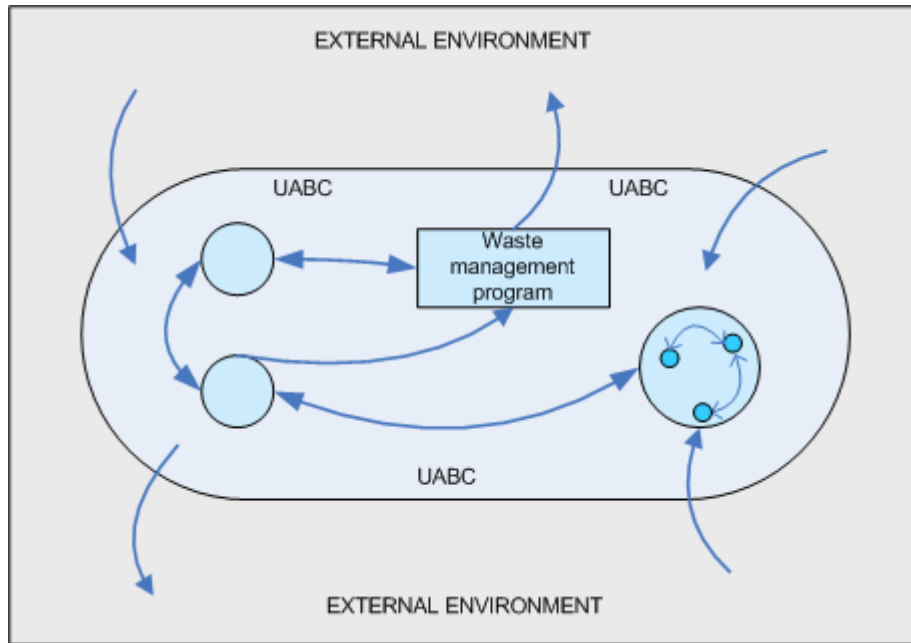 EXTERNAL ENVIRONMENT
UABC UABC
Waste
management
program
UABC
EXTERNAL ENVIRONMENT